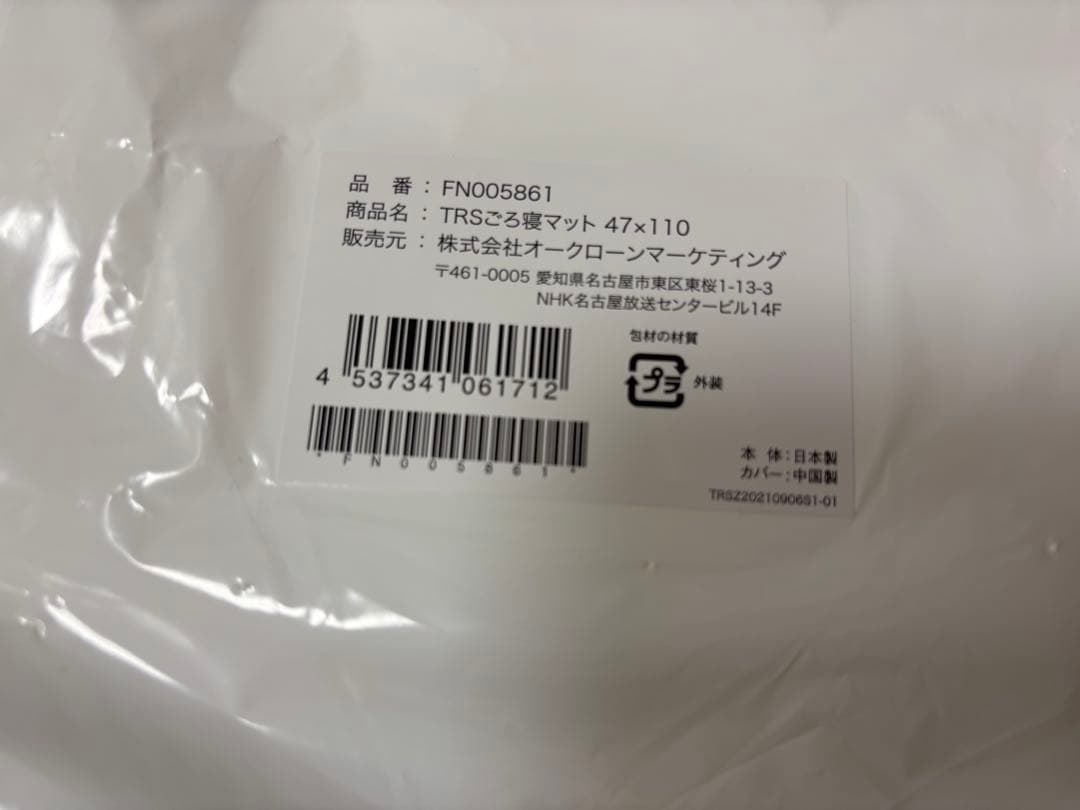 品　番 : FN005861
商品名 : TRSごろ寝マット 47×110
販売元 : 株式会社オークローンマーケティング
〒461-0005 愛知県名古屋市東区東桜1-13-3
NHK名古屋放送センタービル14F
包材の材質
プラ 外装
4 537341 061712
*FN005861*
本　体 : 日本製
カバー : 中国製
TRSZ20210906S1-01